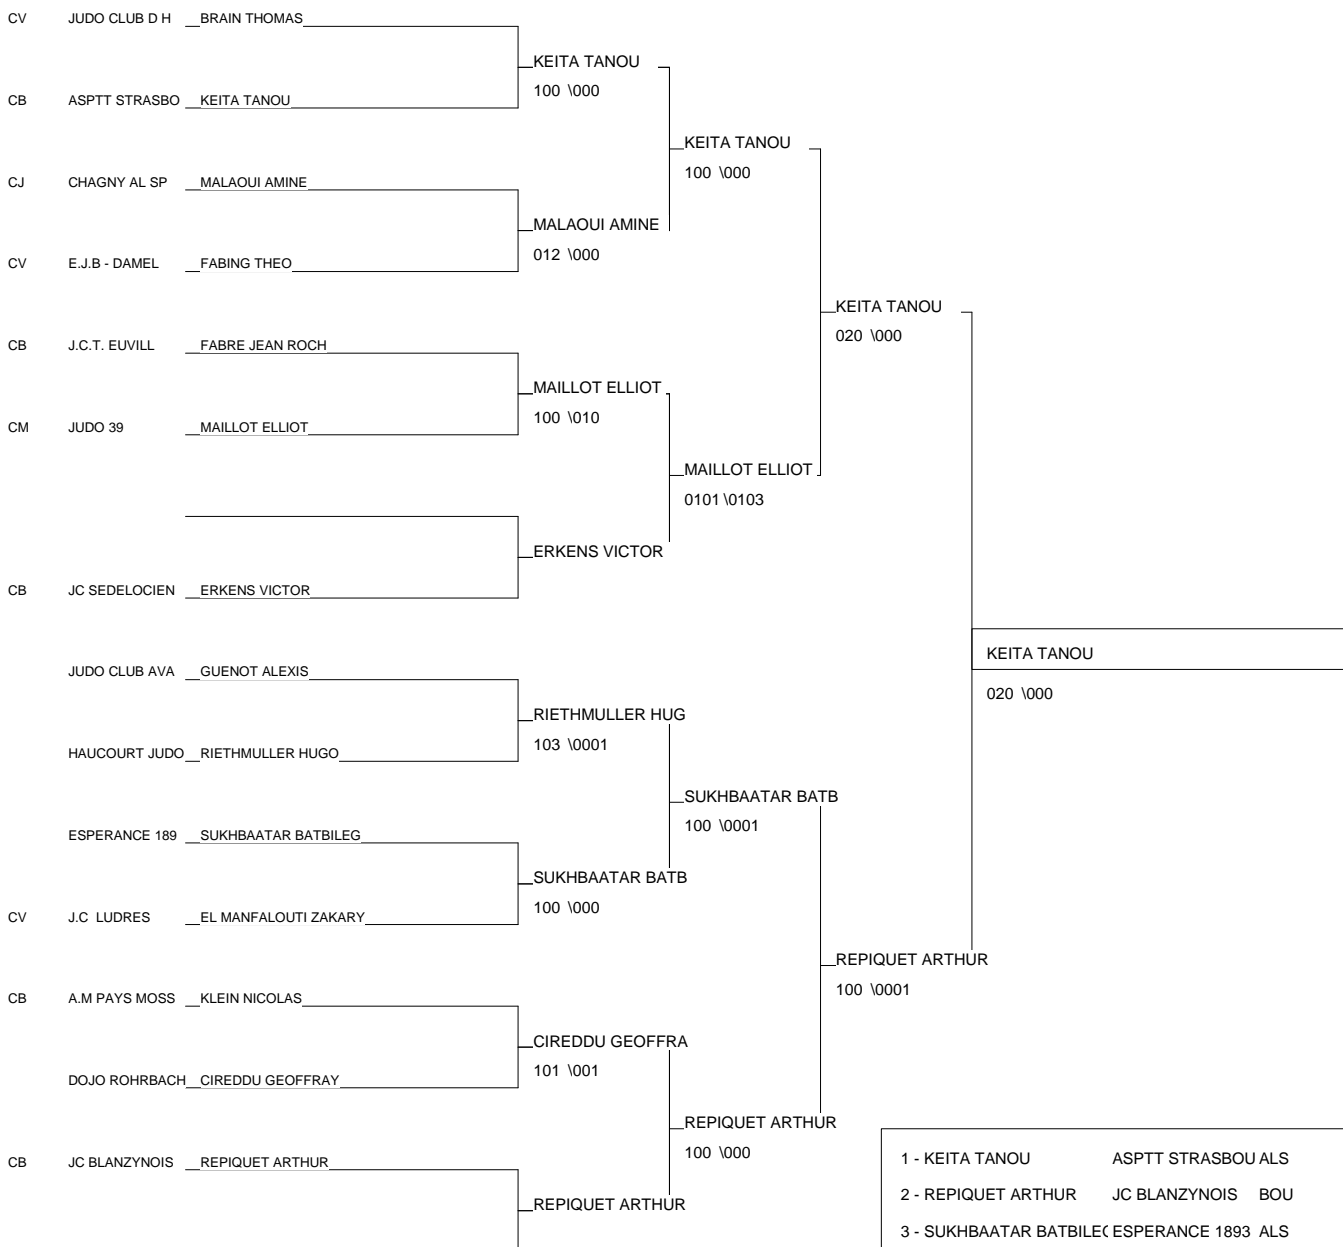 CV JUDO CLUB D H BRAIN THOMAS
KEITA TANOU
100 \000
CB ASPTT STRASBO KEITA TANOU
KEITA TANOU
100 \000
CJ CHAGNY AL SP MALAOUI AMINE
MALAOUI AMINE
012 \000
CV E.J.B - DAMEL FABING THEO
KEITA TANOU
020 \000
CB J.C.T. EUVILL FABRE JEAN ROCH
MAILLOT ELLIOT
100 \010
CM JUDO 39 MAILLOT ELLIOT
MAILLOT ELLIOT
0101 \0103
ERKENS VICTOR
CB JC SEDELOCIEN ERKENS VICTOR
KEITA TANOU
020 \000
JUDO CLUB AVA GUENOT ALEXIS
RIETHMULLER HUG
103 \0001
HAUCOURT JUDO RIETHMULLER HUGO
SUKHBAATAR BATB
100 \0001
ESPERANCE 189 SUKHBAATAR BATBILEG
SUKHBAATAR BATB
100 \000
CV J.C LUDRES EL MANFALOUTI ZAKARY
REPIQUET ARTHUR
100 \0001
CB A.M PAYS MOSS KLEIN NICOLAS
CIREDDU GEOFFRA
101 \001
DOJO ROHRBACH CIREDDU GEOFFRAY
REPIQUET ARTHUR
100 \000
CB JC BLANZYNOIS REPIQUET ARTHUR
REPIQUET ARTHUR
1 - KEITA TANOU ASPTT STRASBOU ALS
2 - REPIQUET ARTHUR JC BLANZYNOIS BOU
3 - SUKHBAATAR BATBILEG ESPERANCE 1893 ALS